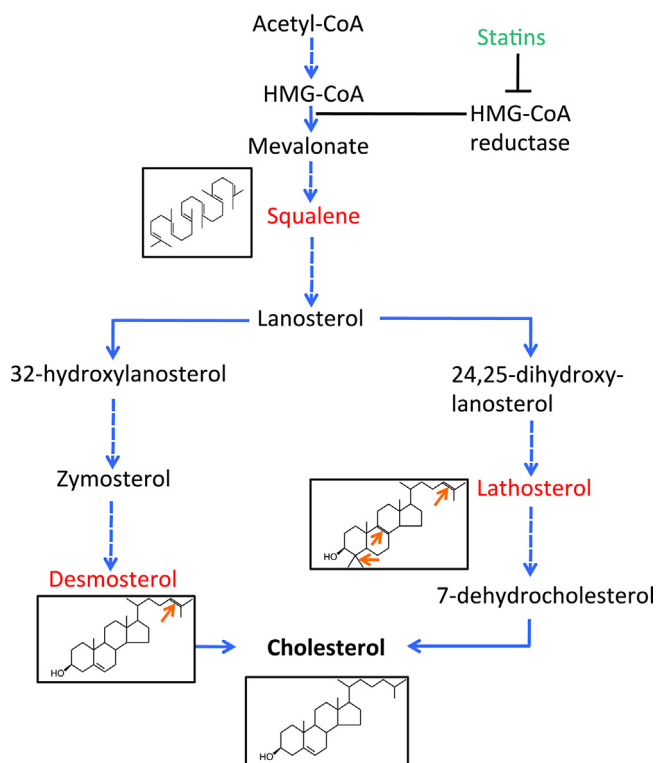 Acetyl-CoA
Statins
HMG-CoA
HMG-CoA
reductase
Mevalonate
Squalene
Lanosterol
32-hydroxylanosterol
24,25-dihydroxy-
lanosterol
Zymosterol
Lathosterol
HO
Desmosterol
7-dehydrocholesterol
HO
Cholesterol
HO